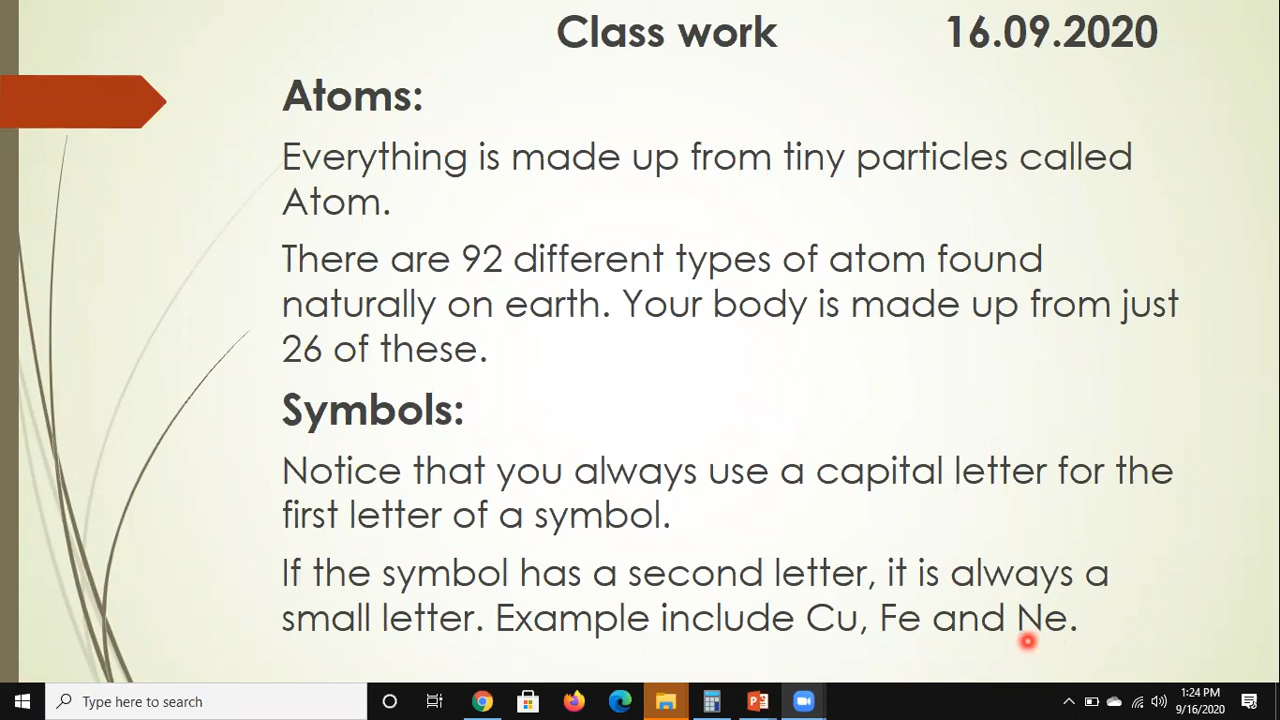 Class work 16.09.2020
Atoms:
Everything is made up from tiny particles called
Atom.
There are 92 different types of atom found
naturally on earth. Your body is made up from just
26 of these.
Symbols:
Notice that you always use a capital letter for the
first letter of a symbol.
If the symbol has a second letter, it is always a
small letter. Example include Cu, Fe and Ne.
Type here to search
1:24 PM
9/16/2020